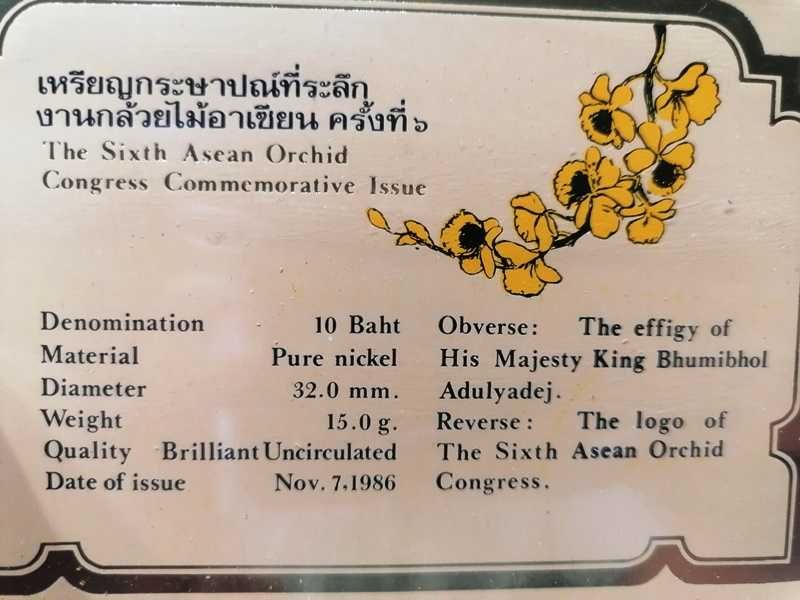 เหรียญกระษาปณ์ที่ระลึก
งานกล้วยไม้อาเซียน ครั้งที่ ๖
The Sixth Asean Orchid
Congress Commemorative Issue
Denomination 10 Baht
Material Pure nickel
Diameter 32.0 mm.
Weight 15.0 g.
Quality Brilliant Uncirculated
Date of issue Nov. 7,1986
Obverse: The effigy of
His Majesty King Bhumibhol
Adulyadej.
Reverse: The logo of
The Sixth Asean Orchid
Congress.